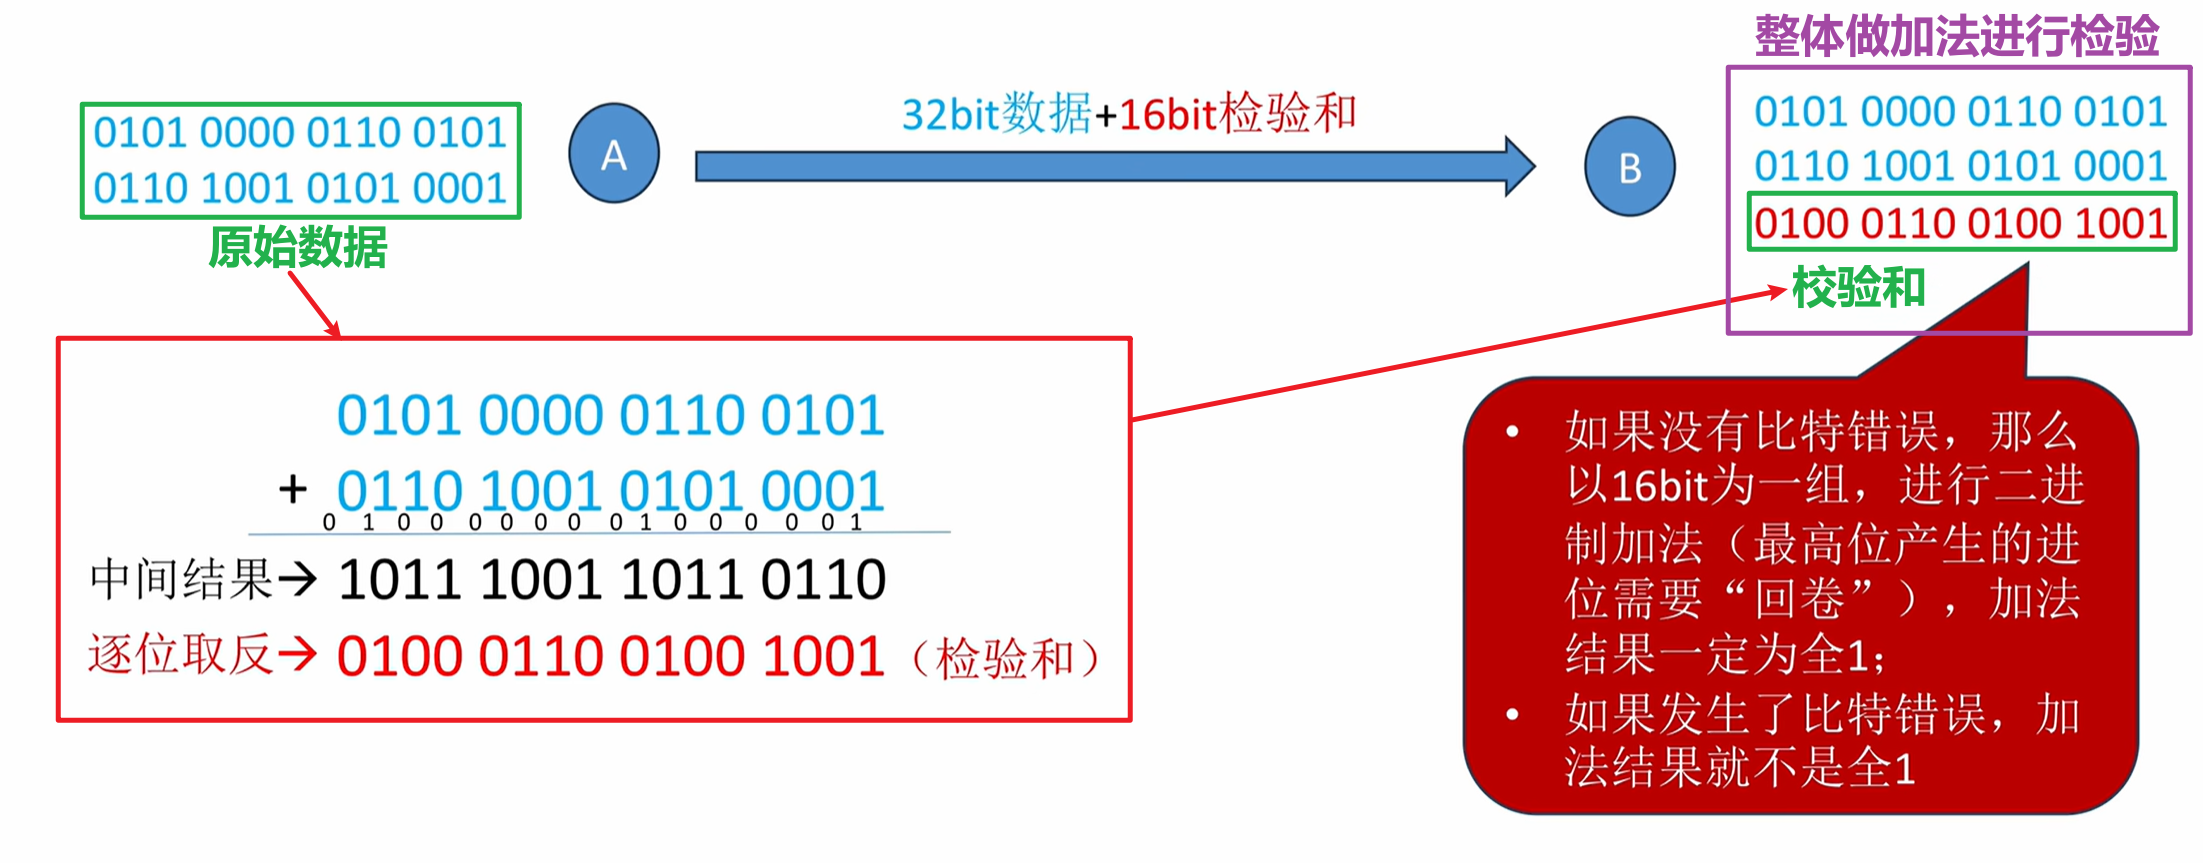 整体做加法进行检验
0101 0000 0110 0101
0110 1001 0101 0001
原始数据
A
32bit数据+16bit检验和
B
0101 0000 0110 0101
0110 1001 0101 0001
0100 0110 0100 1001
校验和
0101 0000 0110 0101
+ 0110 1001 0101 0001
0 1 0 0 0 0 0 0 0 1 0 0 0 0 0 1
中间结果→ 1011 1001 1011 0110
逐位取反→ 0100 0110 0100 1001（检验和）
• 如果没有比特错误，那么
以16bit为一组，进行二进
制加法（最高位产生的进
位需要“回卷”），加法
结果一定为全1；
• 如果发生了比特错误，加
法结果就不是全1